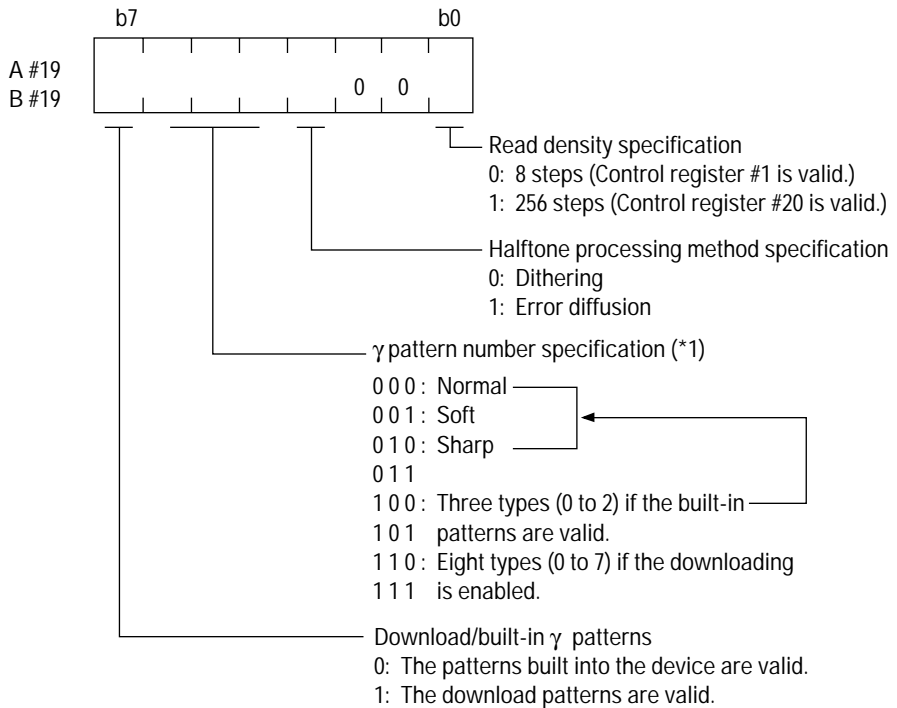 b7 b0
A #19
B #19
0 0
Read density specification
0: 8 steps (Control register #1 is valid.)
1: 256 steps (Control register #20 is valid.)
Halftone processing method specification
0: Dithering
1: Error diffusion
γ pattern number specification (*1)
0 0 0 : Normal
0 0 1 : Soft
0 1 0 : Sharp
0 1 1
1 0 0 : Three types (0 to 2) if the built-in
1 0 1 patterns are valid.
1 1 0 : Eight types (0 to 7) if the downloading
1 1 1 is enabled.
Download/built-in γ patterns
0: The patterns built into the device are valid.
1: The download patterns are valid.